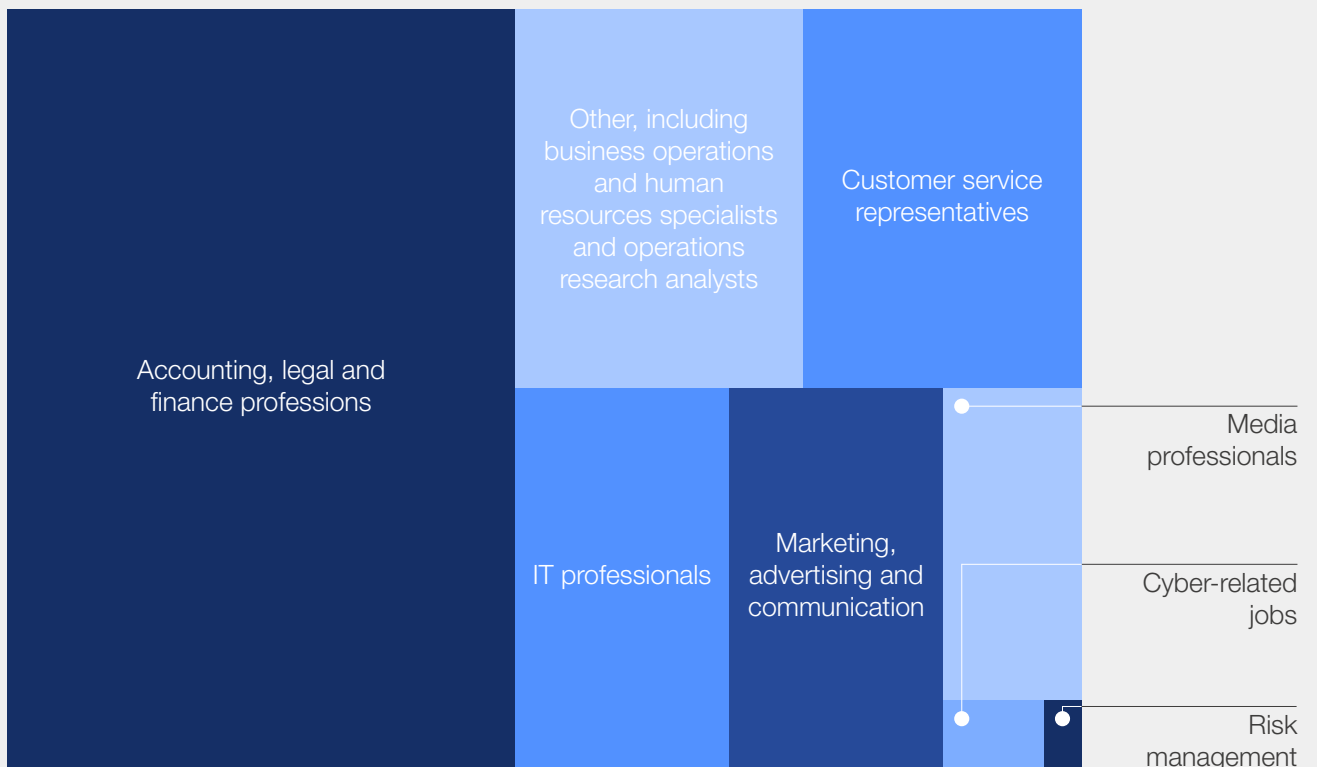 Accounting, legal and
finance professions
Other, including
business operations
and human
resources specialists
and operations
research analysts
Customer service
representatives
IT professionals
Marketing,
advertising and
communication
Media
professionals
Cyber-related
jobs
Risk
management